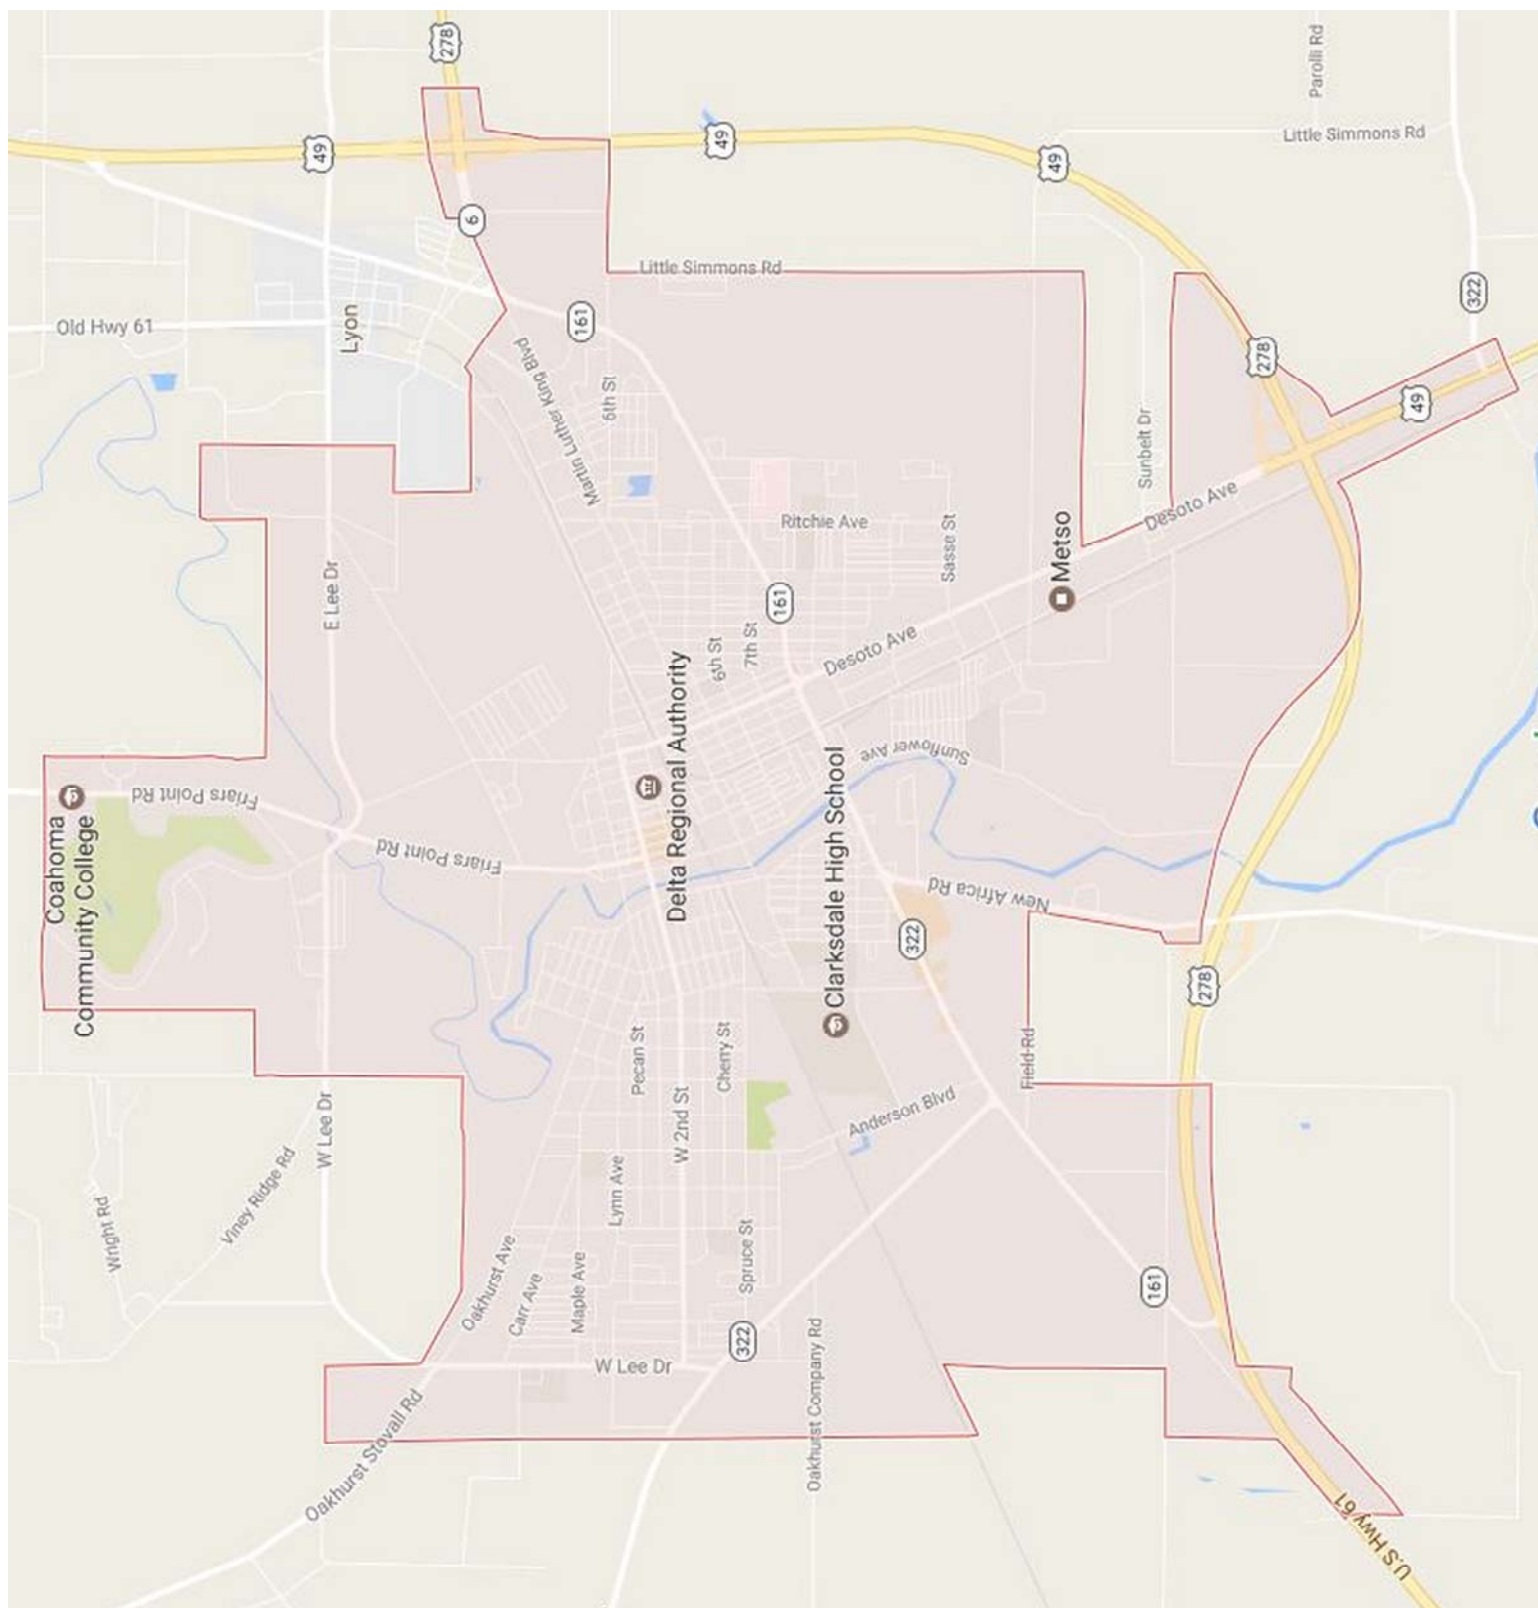 278
Parolli Rd
49
49
49
Little Simmons Rd
6
Little Simmons Rd
322
Old Hwy 61
Lyon
161
278
Martin Luther King Blvd
6th St
49
Sunbelt Dr
Desoto Ave
Ritchie Ave
Sasse St
Metso
E Lee Dr
161
6th St
7th St
Desoto Ave
Delta Regional Authority
Sunflower Ave
Friars Point Rd
Coahoma
Community College
Friars Point Rd
Clarksdale High School
New Africa Rd
322
278
Field Rd
Pecan St
Cherry St
W 2nd St
Anderson Blvd
W Lee Dr
Viney Ridge Rd
Wright Rd
Lynn Ave
Oakhurst Ave
Carr Ave
Maple Ave
Spruce St
161
322
W Lee Dr
Oakhurst Company Rd
Oakhurst Stovall Rd
U.S Hwy 61